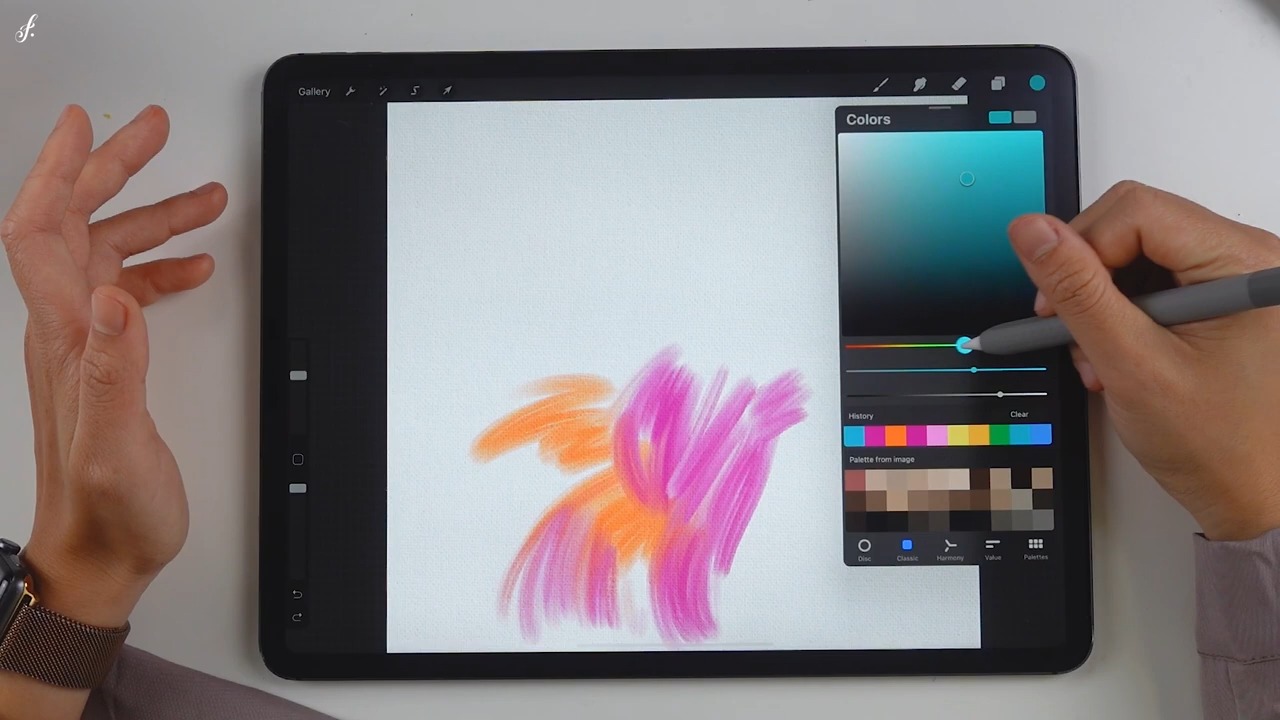 f.
Gallery
Colors
History
Clear
Palette from image
Disc
Classic
Harmony
Value
Palettes